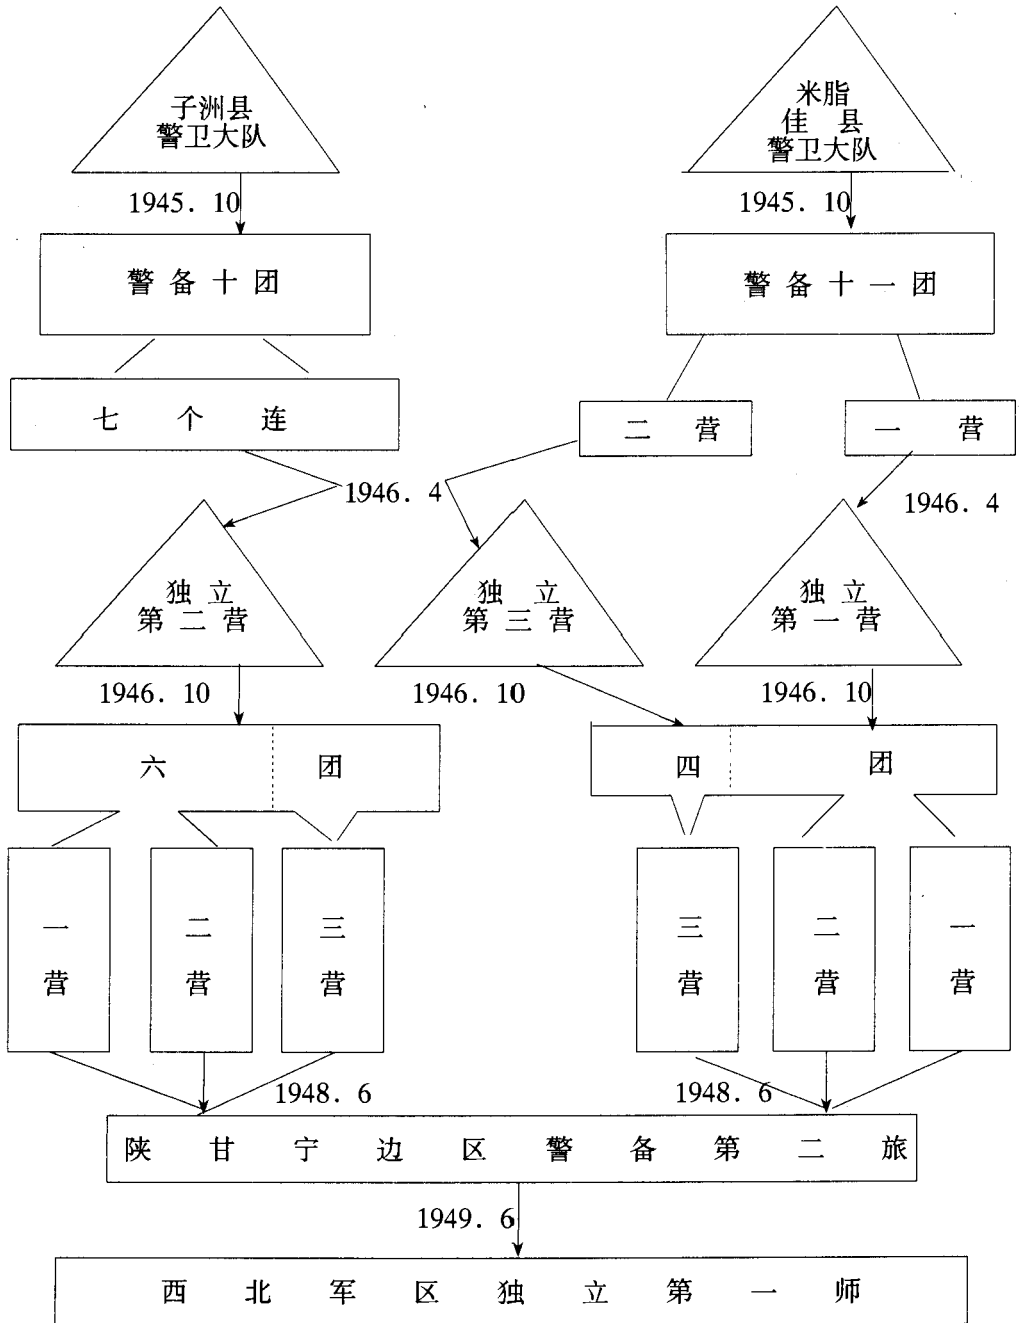 子洲县
警卫大队
米脂
佳 县
警卫大队
1945. 10
1945. 10
警 备 十 团
警 备 十 一 团
七 个 连
二 营
一 营
1946. 4
1946. 4
独 立
第 二 营
独 立
第 三 营
独 立
第 一 营
1946. 10
1946. 10
1946. 10
六 团
四 团
一
营
二
营
三
营
三
营
二
营
一
营
1948. 6
1948. 6
陕 甘 宁 边 区 警 备 第 二 旅
1949. 6
西 北 军 区 独 立 第 一 师